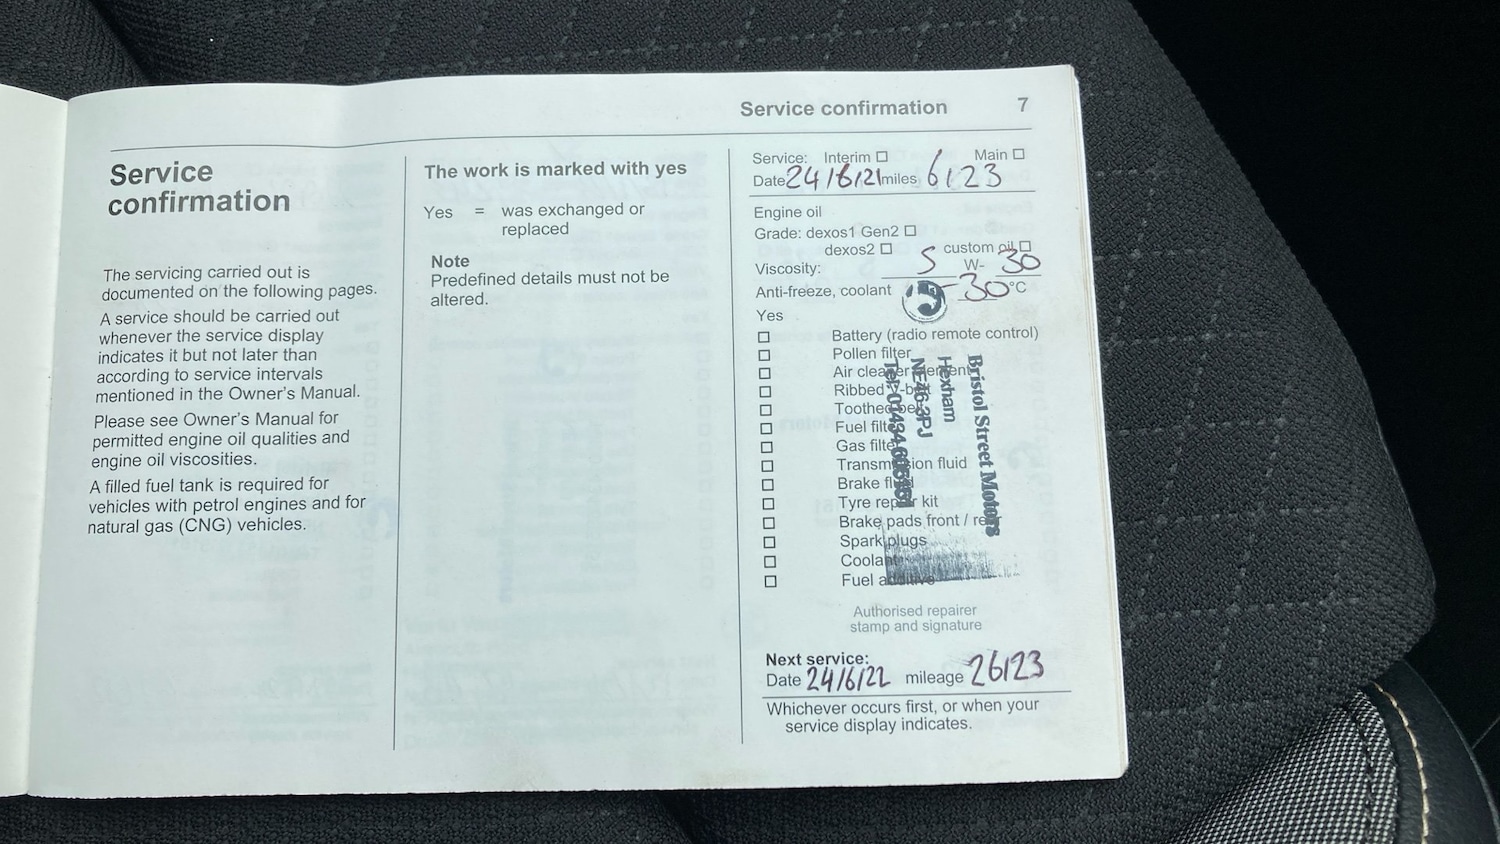 Service confirmation 7
Service
confirmation
The servicing carried out is
documented on the following pages.
A service should be carried out
whenever the service display
indicates it but not later than
according to service intervals
mentioned in the Owner's Manual.
Please see Owner's Manual for
permitted engine oil qualities and
engine oil viscosities.
A filled fuel tank is required for
vehicles with petrol engines and for
natural gas (CNG) vehicles.
The work is marked with yes
Yes = was exchanged or
replaced
Note
Predefined details must not be
altered.
Service: Interim ☐ Main ☐
Date 24/6/21 miles 6123
Engine oil
Grade: dexos1 Gen2 ☐
dexos2 ☐ custom oil ☐
Viscosity: 5 W- 30
Anti-freeze, coolant -30 °C
Yes
☐ Battery (radio remote control)
☐ Pollen filter
☐ Air cleaner element
☐ Ribbed V-belt
☐ Toothed belt
☐ Fuel filter
☐ Gas filter
☐ Transmission fluid
☐ Brake fluid
☐ Tyre repair kit
☐ Brake pads front / rear
☐ Spark plugs
☐ Coolant
☐ Fuel additive
Bristol Street Motors
Hexham
NE46 3PJ
Tel: 01434
Authorised repairer
stamp and signature
Next service:
Date 24/6/22 mileage 26123
Whichever occurs first, or when your
service display indicates.